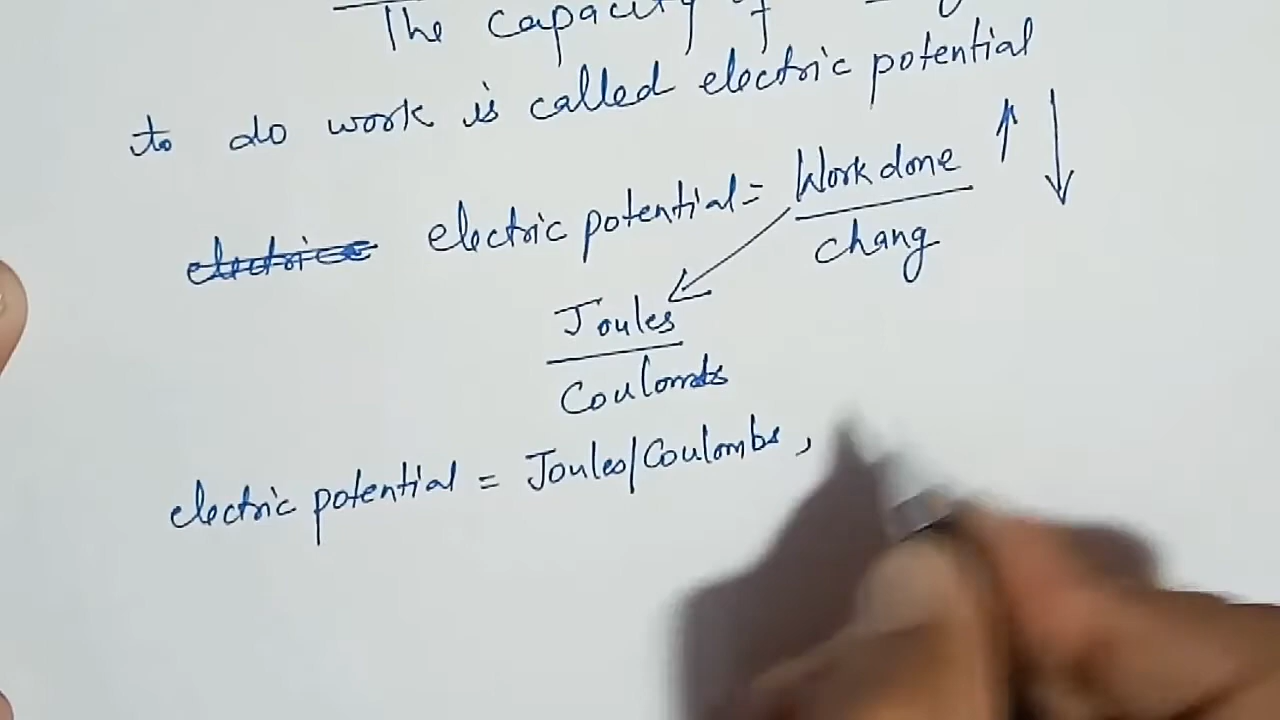 The capacity of
to do work is called electric potential
electric potential = Work done
chang
Joules
Coulombs
electric potential = Joules/Coulombs,